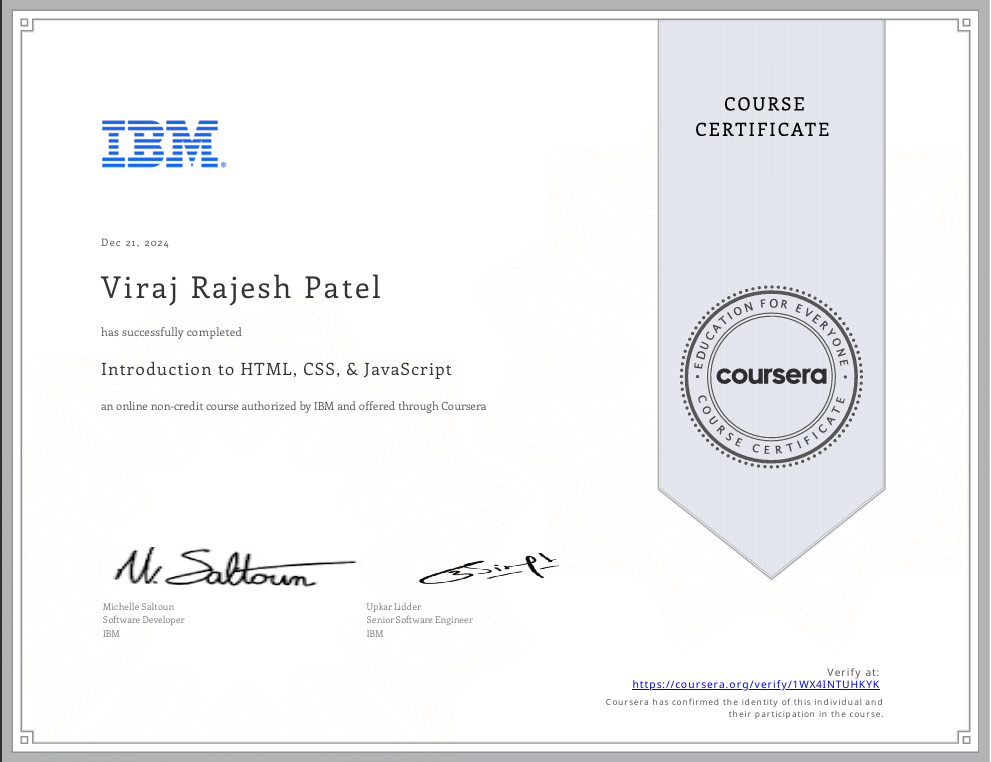 COURSE
CERTIFICATE
IBM®
Dec 21, 2024
Viraj Rajesh Patel
has successfully completed
Introduction to HTML, CSS, & JavaScript
an online non-credit course authorized by IBM and offered through Coursera
EDUCATION FOR EVERYONE
coursera
COURSE CERTIFICATE
M. Saltoun
Michelle Saltoun
Software Developer
IBM
Upkar Lidder
Senior Software Engineer
IBM
Verify at:
https://coursera.org/verify/1WX4INTUHKYK
Coursera has confirmed the identity of this individual and
their participation in the course.